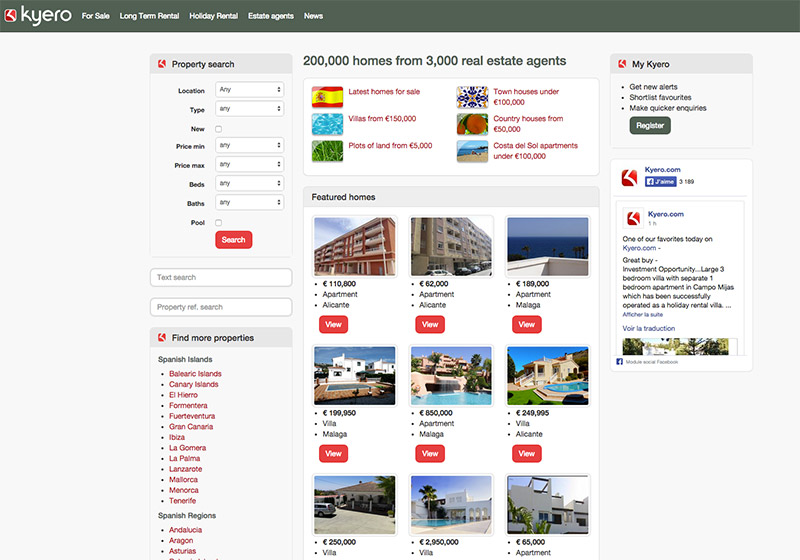 kyero
For Sale
Long Term Rental
Holiday Rental
Estate agents
News
Property search
Location
Any
Type
Any
New
Price min
any
Price max
any
Beds
any
Baths
any
Pool
Search
Text search
Property ref. search
Find more properties
Spanish Islands
Balearic Islands
Canary Islands
El Hierro
Formentera
Fuerteventura
Gran Canaria
Ibiza
La Gomera
La Palma
Lanzarote
Mallorca
Menorca
Tenerife
Spanish Regions
Andalucia
Aragon
Asturias
200,000 homes from 3,000 real estate agents
Latest homes for sale
Villas from €150,000
Plots of land from €5,000
Town houses under
€100,000
Country houses from
€50,000
Costa del Sol apartments
under €100,000
Featured homes
€ 110,800
Apartment
Alicante
View
€ 62,000
Apartment
Alicante
View
€ 189,000
Apartment
Malaga
View
€ 199,950
Villa
Malaga
View
€ 850,000
Apartment
Malaga
View
€ 249,995
Villa
Alicante
View
€ 250,000
Villa
€ 2,950,000
Villa
€ 65,000
Apartment
My Kyero
Get new alerts
Shortlist favourites
Make quicker enquiries
Register
Kyero.com
J'aime 3 189
Kyero.com
1 h
One of our favorites today on
Kyero.com -
Great buy -
Investment Opportunity...Large 3
bedroom villa with separate 1
bedroom apartment in Campo Mijas
which has been successfully
operated as a holiday rental villa. ...
Afficher la suite
Voir la traduction
Module social Facebook